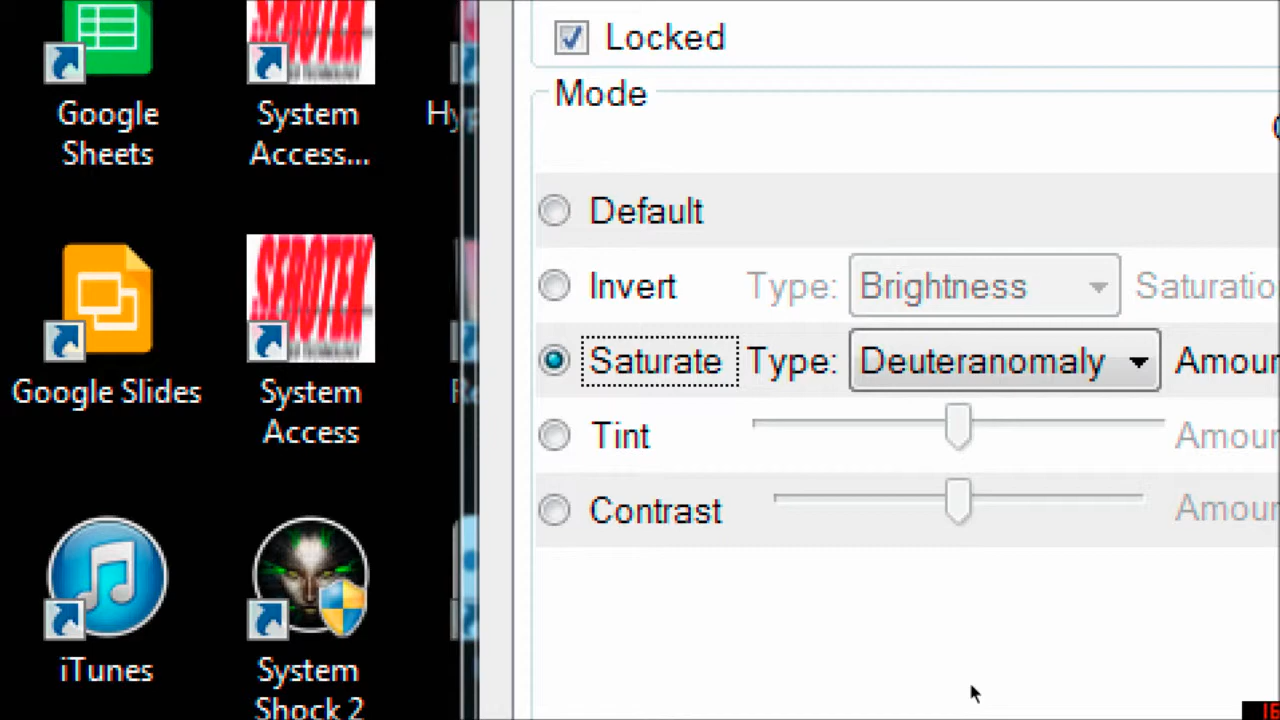 Google
Sheets
System
Access...
Google Slides
SEROTEK
System
Access
iTunes
System
Shock 2
Locked
Mode
Default
Invert Type: Brightness
Saturate Type: Deuteranomaly
Tint
Contrast